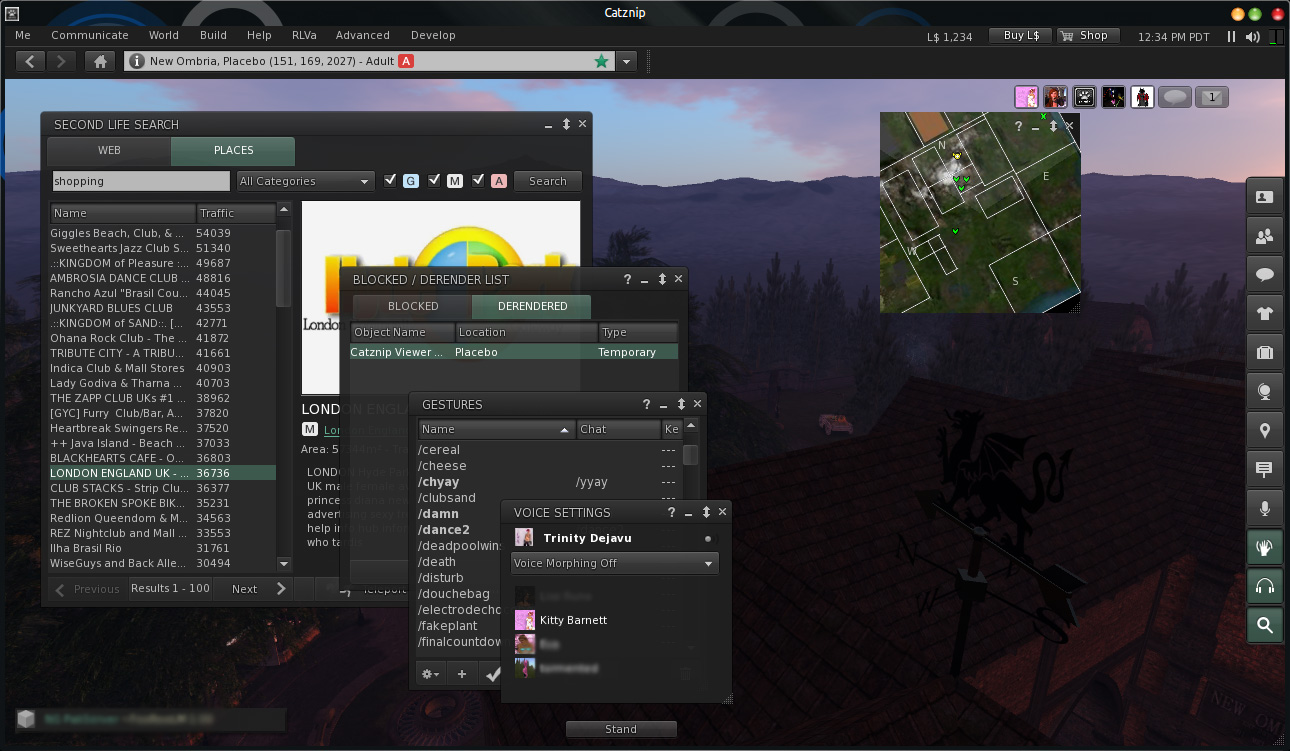 Catznip
Me Communicate World Build Help RLVa Advanced Develop
L$ 1,234 Buy L$ Shop 12:34 PM PDT
New Ombria, Placebo (151, 169, 2027) - Adult A
1
SECOND LIFE SEARCH
WEB PLACES
shopping All Categories G M A Search
Name Traffic
Giggles Beach, Club, & ... 54039
Sweethearts Jazz Club S... 51340
.::KINGDOM of Pleasure :... 49687
AMBROSIA DANCE CLUB ... 48816
Rancho Azul "Brasil Cou... 44045
JUNKYARD BLUES CLUB 43553
.::KINGDOM of SAND::. [... 42771
Ohana Rock Club - The ... 41872
TRIBUTE CITY - A TRIBU... 41661
Indica Club & Mall Stores 40903
Lady Godiva & Tharna ... 40703
THE ZAPP CLUB UKs #1 ... 38962
[GYC] Furry Club/Bar, A... 37820
Heartbreak Swingers Re... 37520
++ Java Island - Beach ... 37033
BLACKHEARTS CAFE - O... 36803
LONDON ENGLAND UK - ... 36736
CLUB STACKS - Strip Clu... 36377
THE BROKEN SPOKE BIK... 35231
Redlion Queendom & M... 34563
REZ Nightclub and Mall ... 33553
Ilha Brasil Rio 31761
WiseGuys and Back Alle... 30494
Previous Results 1 - 100 Next
London
LONDON ENGLA
M Lon
Area: 5
LOND
UK ma
prince
advert
help in
who ta
Teleport
BLOCKED / DERENDER LIST
BLOCKED DERENDERED
Object Name Location Type
Catznip Viewer ... Placebo Temporary
GESTURES
Name Chat Ke
/cereal ---
/cheese ---
/chyay /yyay ---
/clubsand ---
/damn
/dance2
/deadpoolwins
/death
/disturb
/douchebag
/electrodecho
/fakeplant
/finalcountdow
VOICE SETTINGS
Trinity Dejavu
Voice Morphing Off
Kitty Barnett
tormented
Stand
N
E
W
S
N
W
S
NEW OM